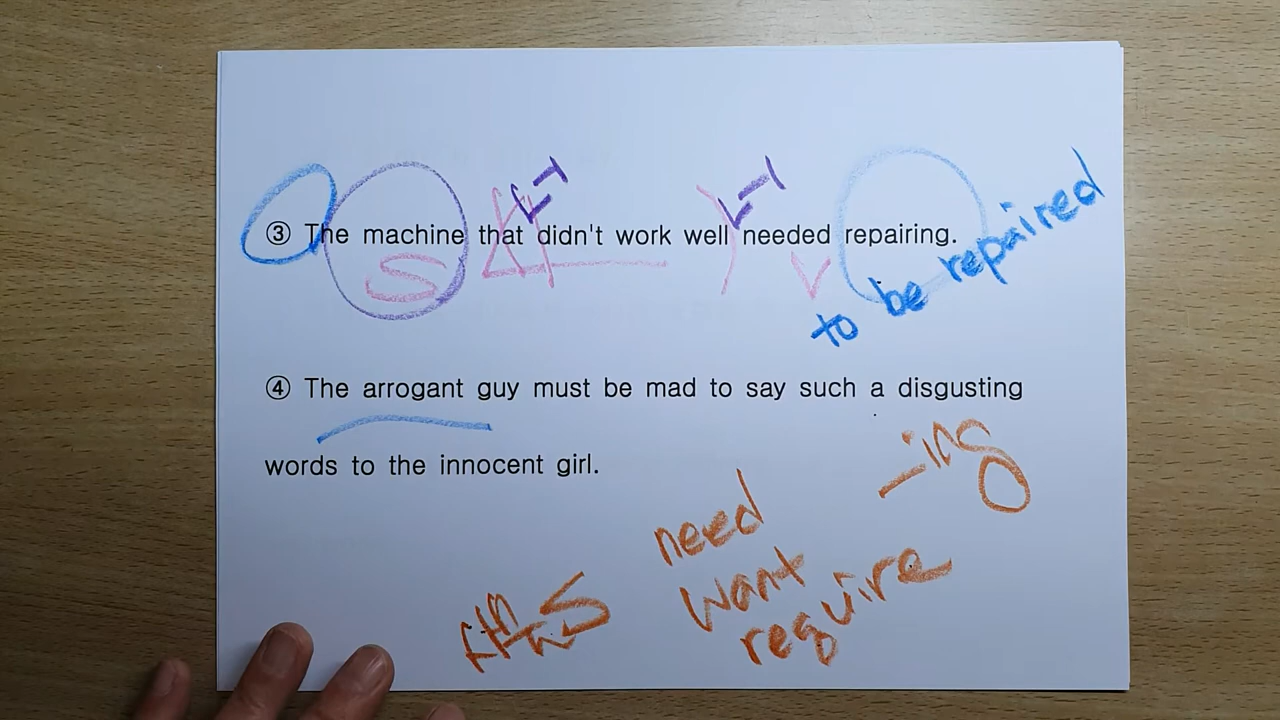 ③ The machine that didn't work well needed repairing.
S
V
to be repaired
④ The arrogant guy must be mad to say such a disgusting
words to the innocent girl.
-ing
need
want
require
S